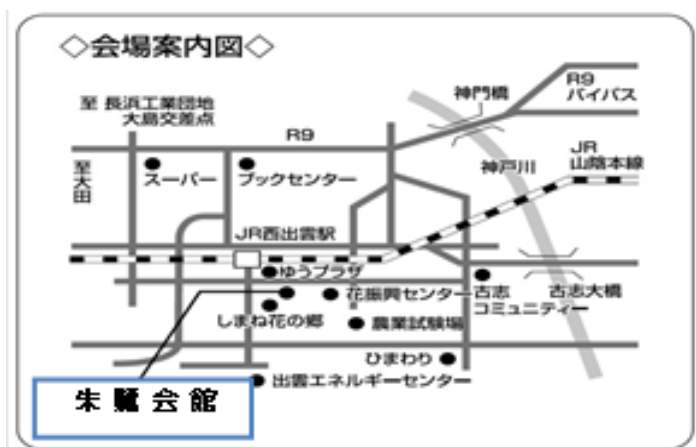 ◇会場案内図◇
至 長浜工業団地
大島交差点
R9
神門橋
R9
バイパス
至大田
スーパー
ブックセンター
神戸川
JR
山陰本線
JR西出雲駅
ゆうプラザ
花振興センター
古志
コミュニティー
古志大橋
しまね花の郷
農業試験場
ひまわり
出雲エネルギーセンター
朱鷺会館